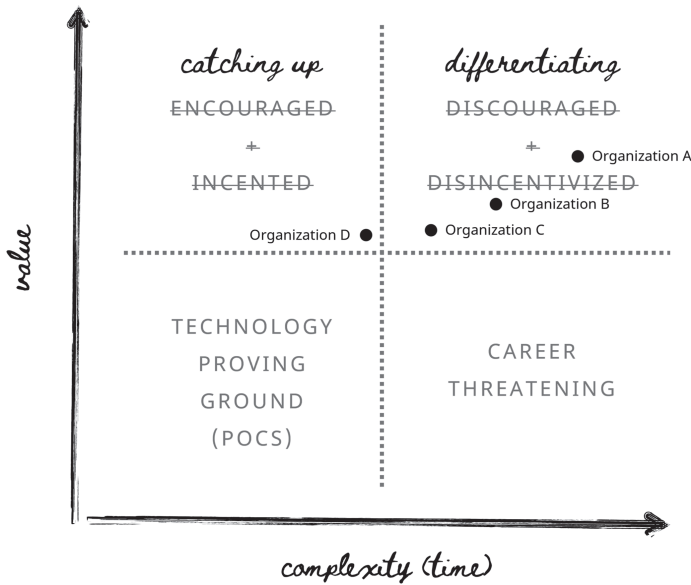 catching up
ENCOURAGED
+
INCENTED
differentiating
DISCOURAGED
+
DISINCENTIVIZED
Organization A
Organization B
Organization C
Organization D
value
TECHNOLOGY
PROVING
GROUND
(POCS)
CAREER
THREATENING
complexity (time)